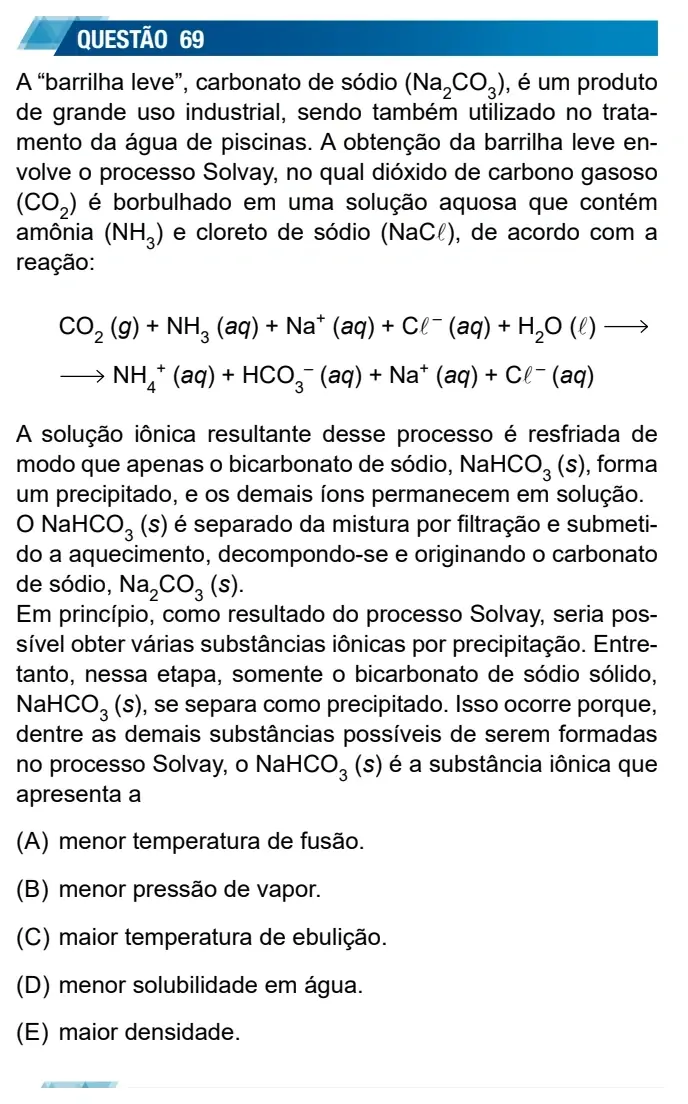 QUESTÃO 69
A “barrilha leve”, carbonato de sódio (Na₂CO₃), é um produto
de grande uso industrial, sendo também utilizado no trata-
mento da água de piscinas. A obtenção da barrilha leve en-
volve o processo Solvay, no qual dióxido de carbono gasoso
(CO₂) é borbulhado em uma solução aquosa que contém
amônia (NH₃) e cloreto de sódio (NaCℓ), de acordo com a
reação:
CO₂ (g) + NH₃ (aq) + Na⁺ (aq) + Cℓ⁻ (aq) + H₂O (ℓ) ⟶
⟶ NH₄⁺ (aq) + HCO₃⁻ (aq) + Na⁺ (aq) + Cℓ⁻ (aq)
A solução iônica resultante desse processo é resfriada de
modo que apenas o bicarbonato de sódio, NaHCO₃ (s), forma
um precipitado, e os demais íons permanecem em solução.
O NaHCO₃ (s) é separado da mistura por filtração e submeti-
do a aquecimento, decompondo-se e originando o carbonato
de sódio, Na₂CO₃ (s).
Em princípio, como resultado do processo Solvay, seria pos-
sível obter várias substâncias iônicas por precipitação. Entre-
tanto, nessa etapa, somente o bicarbonato de sódio sólido,
NaHCO₃ (s), se separa como precipitado. Isso ocorre porque,
dentre as demais substâncias possíveis de serem formadas
no processo Solvay, o NaHCO₃ (s) é a substância iônica que
apresenta a
(A) menor temperatura de fusão.
(B) menor pressão de vapor.
(C) maior temperatura de ebulição.
(D) menor solubilidade em água.
(E) maior densidade.